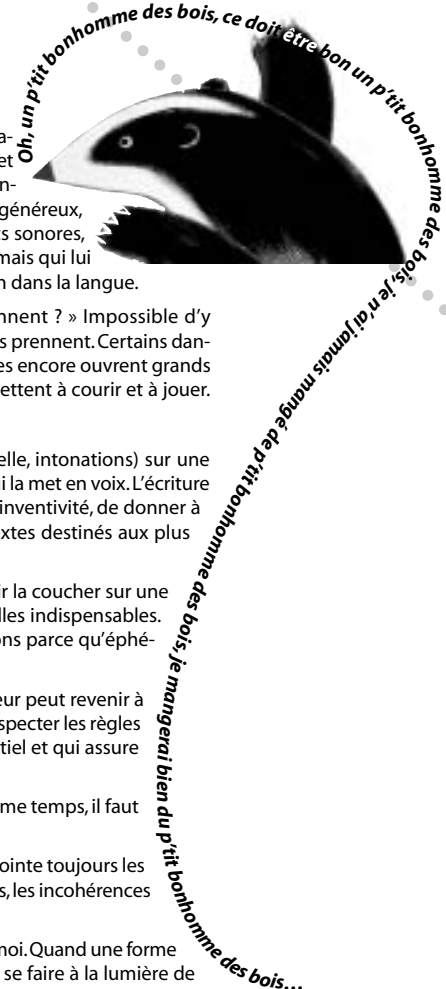 Oh, un p'tit bonhomme des bois, ce doit être bon un p'tit bonhomme des bois, je n'ai jamais mangé de p'tit bonhomme des bois, je mangerai bien du p'tit bonhomme des bois…
a-
et
n-
généreux,
ts sonores,
mais qui lui
n dans la langue.
nnent ? » Impossible d'y
s prennent. Certains dan-
es encore ouvrent grands
ettent à courir et à jouer.
elle, intonations) sur une
i la met en voix. L'écriture
inventivité, de donner à
xtes destinés aux plus
ir la coucher sur une
lles indispensables.
ons parce qu'éphé-
eur peut revenir à
specter les règles
tiel et qui assure
me temps, il faut
ointe toujours les
s, les incohérences
moi. Quand une forme
se faire à la lumière de